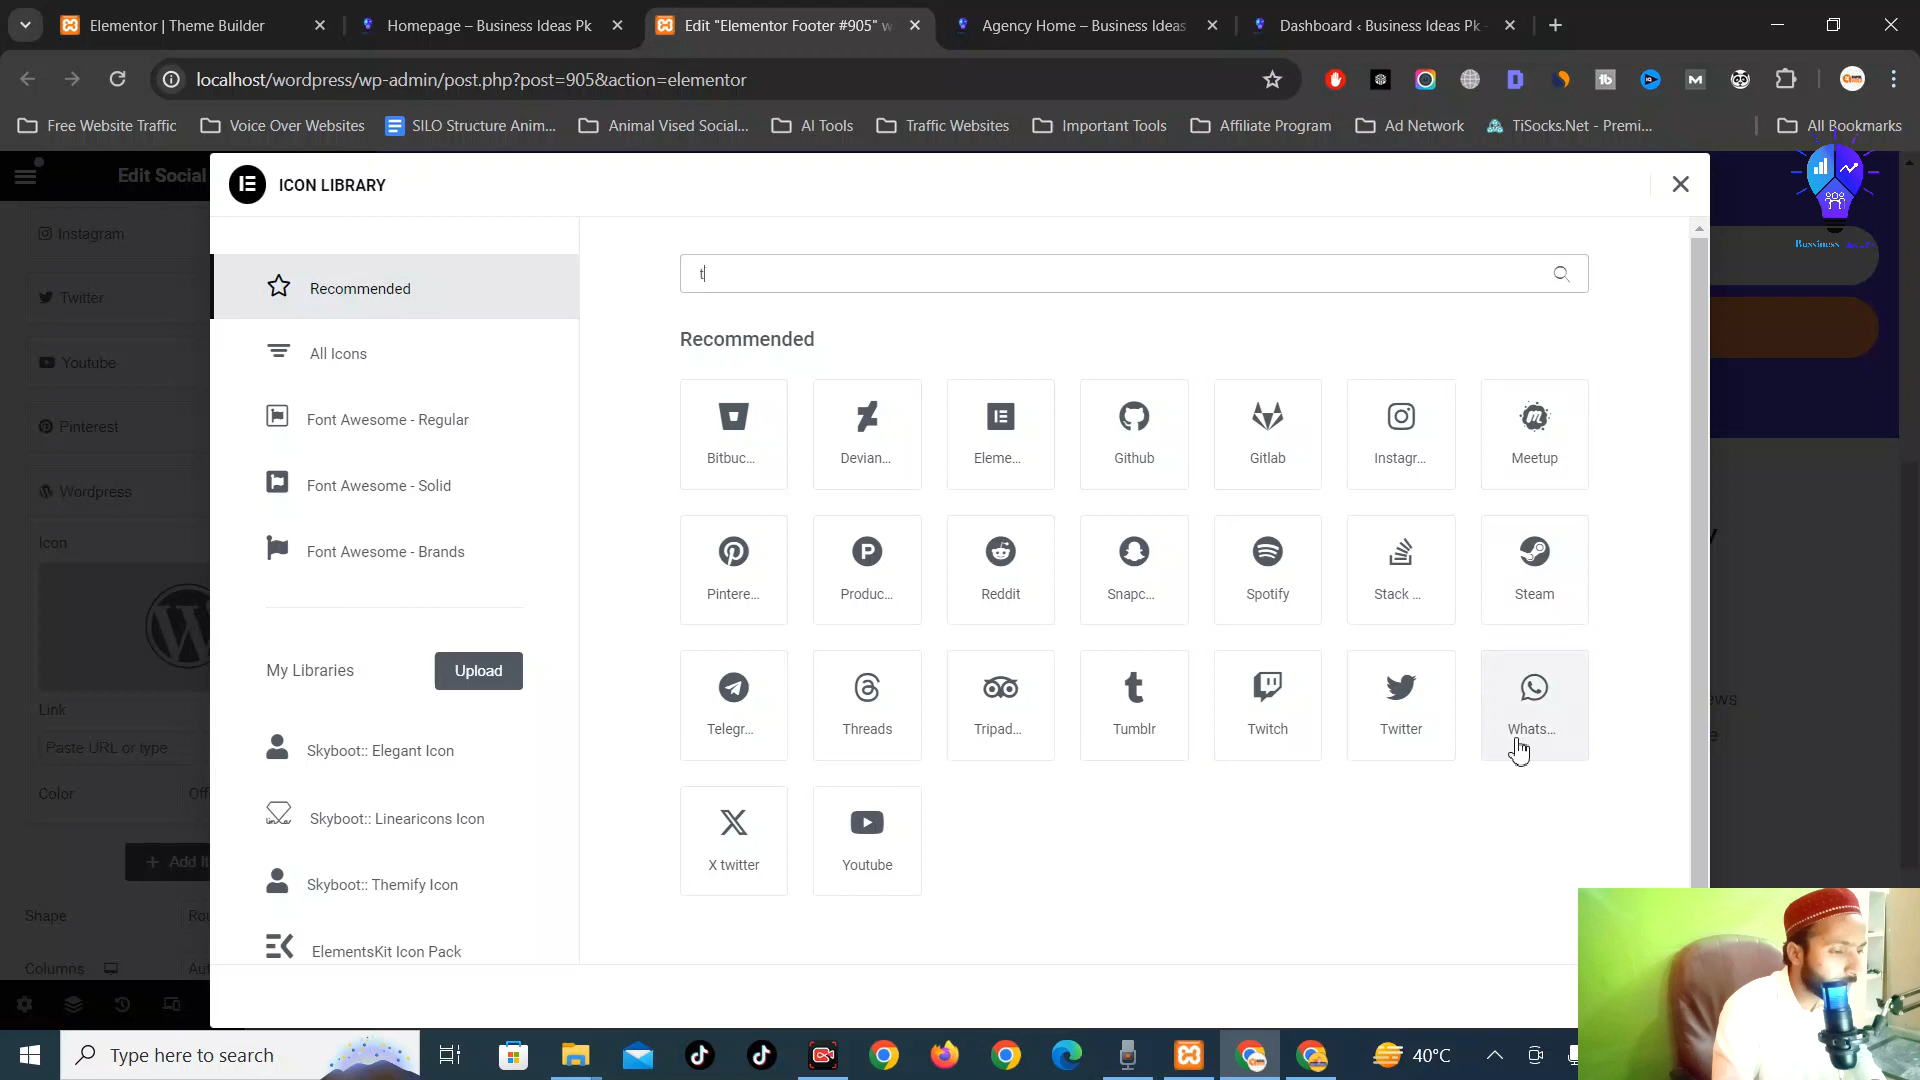 Elementor | Theme Builder
Homepage – Business Ideas Pk
Edit "Elementor Footer #905" w
Agency Home – Business Ideas
Dashboard ‹ Business Ideas Pk
localhost/wordpress/wp-admin/post.php?post=905&action=elementor
Free Website Traffic
Voice Over Websites
SILO Structure Anim...
Animal Vised Social...
AI Tools
Traffic Websites
Important Tools
Affiliate Program
Ad Network
TiSocks.Net - Premi...
All Bookmarks
Edit Social
ICON LIBRARY
Bussiness
Instagram
Twitter
Youtube
Pinterest
Wordpress
Icon
Link
Paste URL or type
Color
Add It
Shape
Columns
Recommended
All Icons
Font Awesome - Regular
Font Awesome - Solid
Font Awesome - Brands
My Libraries
Upload
Skyboot:: Elegant Icon
Skyboot:: Linearicons Icon
Skyboot:: Themify Icon
ElementsKit Icon Pack
t
Recommended
Bitbuc...
Devian...
Eleme...
Github
Gitlab
Instagr...
Meetup
Pintere...
Produc...
Reddit
Snapc...
Spotify
Stack ...
Steam
Telegr...
Threads
Tripad...
Tumblr
Twitch
Twitter
Whats...
X twitter
Youtube
Type here to search
40°C